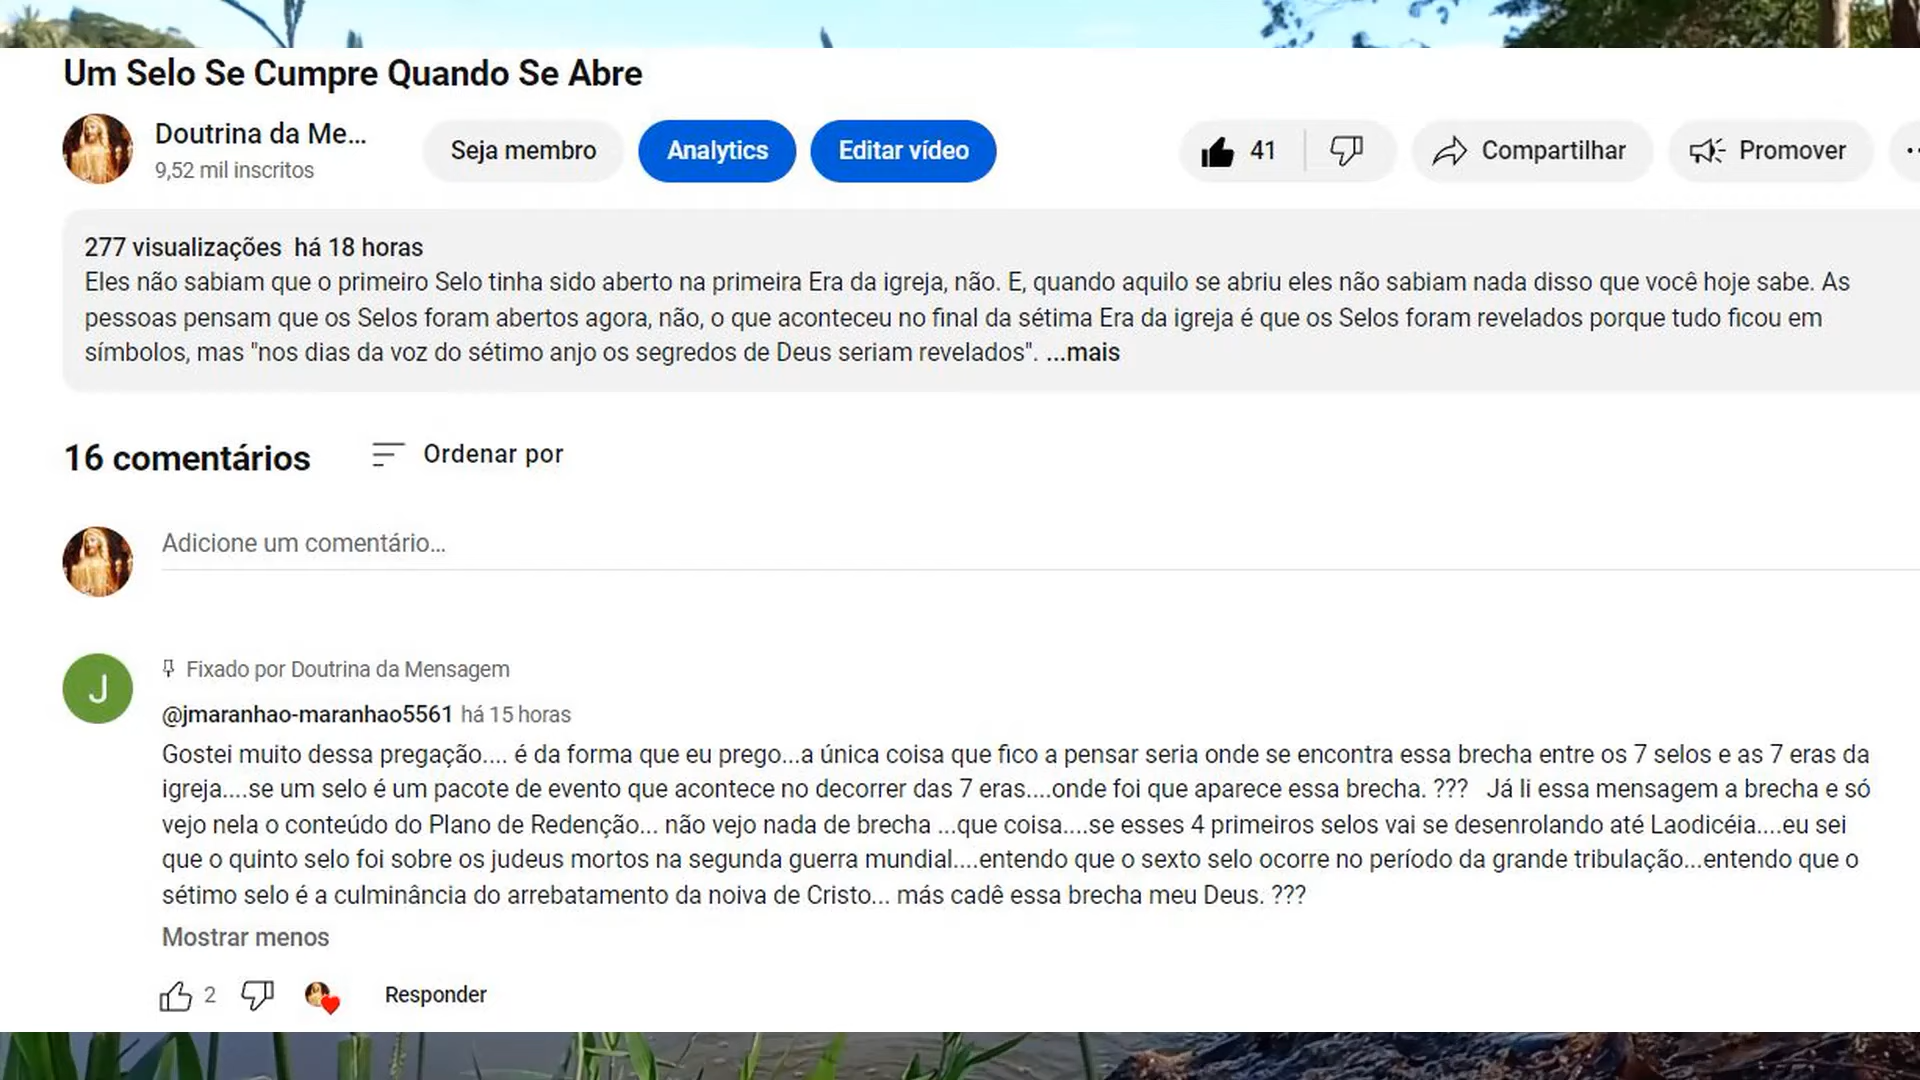 Um Selo Se Cumpre Quando Se Abre
Doutrina da Me...
9,52 mil inscritos
Seja membro
Analytics
Editar vídeo
41
Compartilhar
Promover
277 visualizações há 18 horas
Eles não sabiam que o primeiro Selo tinha sido aberto na primeira Era da igreja, não. E, quando aquilo se abriu eles não sabiam nada disso que você hoje sabe. As
pessoas pensam que os Selos foram abertos agora, não, o que aconteceu no final da sétima Era da igreja é que os Selos foram revelados porque tudo ficou em
símbolos, mas "nos dias da voz do sétimo anjo os segredos de Deus seriam revelados". ...mais
16 comentários
Ordenar por
Adicione um comentário...
J
Fixado por Doutrina da Mensagem
@jmaranhao-maranhao5561 há 15 horas
Gostei muito dessa pregação.... é da forma que eu prego...a única coisa que fico a pensar seria onde se encontra essa brecha entre os 7 selos e as 7 eras da
igreja....se um selo é um pacote de evento que acontece no decorrer das 7 eras....onde foi que aparece essa brecha. ??? Já li essa mensagem a brecha e só
vejo nela o conteúdo do Plano de Redenção... não vejo nada de brecha ...que coisa....se esses 4 primeiros selos vai se desenrolando até Laodicéia....eu sei
que o quinto selo foi sobre os judeus mortos na segunda guerra mundial....entendo que o sexto selo ocorre no período da grande tribulação...entendo que o
sétimo selo é a culminância do arrebatamento da noiva de Cristo... más cadê essa brecha meu Deus. ???
Mostrar menos
2
Responder